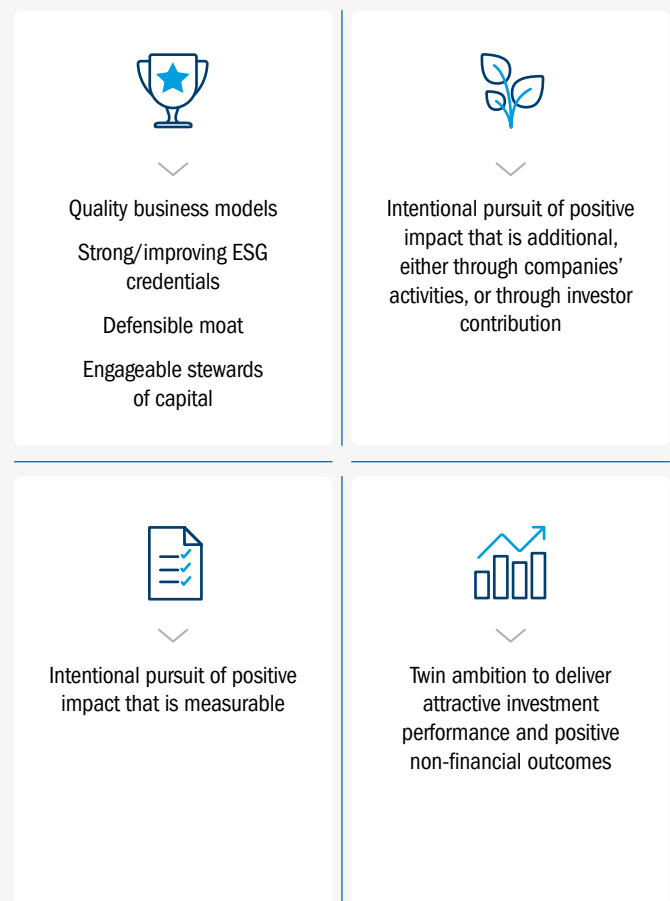 Quality business models
Strong/improving ESG
credentials
Defensible moat
Engageable stewards
of capital
Intentional pursuit of positive
impact that is additional,
either through companies’
activities, or through investor
contribution
Intentional pursuit of positive
impact that is measurable
Twin ambition to deliver
attractive investment
performance and positive
non-financial outcomes